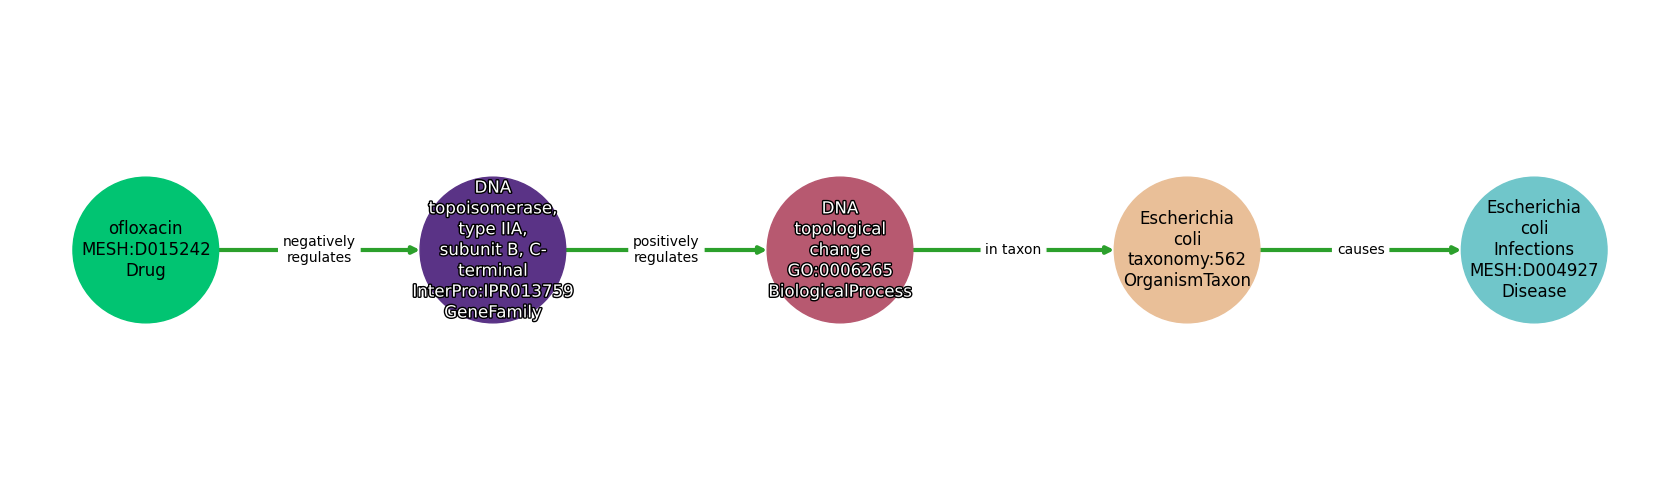 ofloxacin
MESH:D015242
Drug
negatively
regulates
DNA
topoisomerase,
type IIA,
subunit B, C-
terminal
InterPro:IPR013759
GeneFamily
positively
regulates
DNA
topological
change
GO:0006265
BiologicalProcess
in taxon
Escherichia
coli
taxonomy:562
OrganismTaxon
causes
Escherichia
coli
Infections
MESH:D004927
Disease